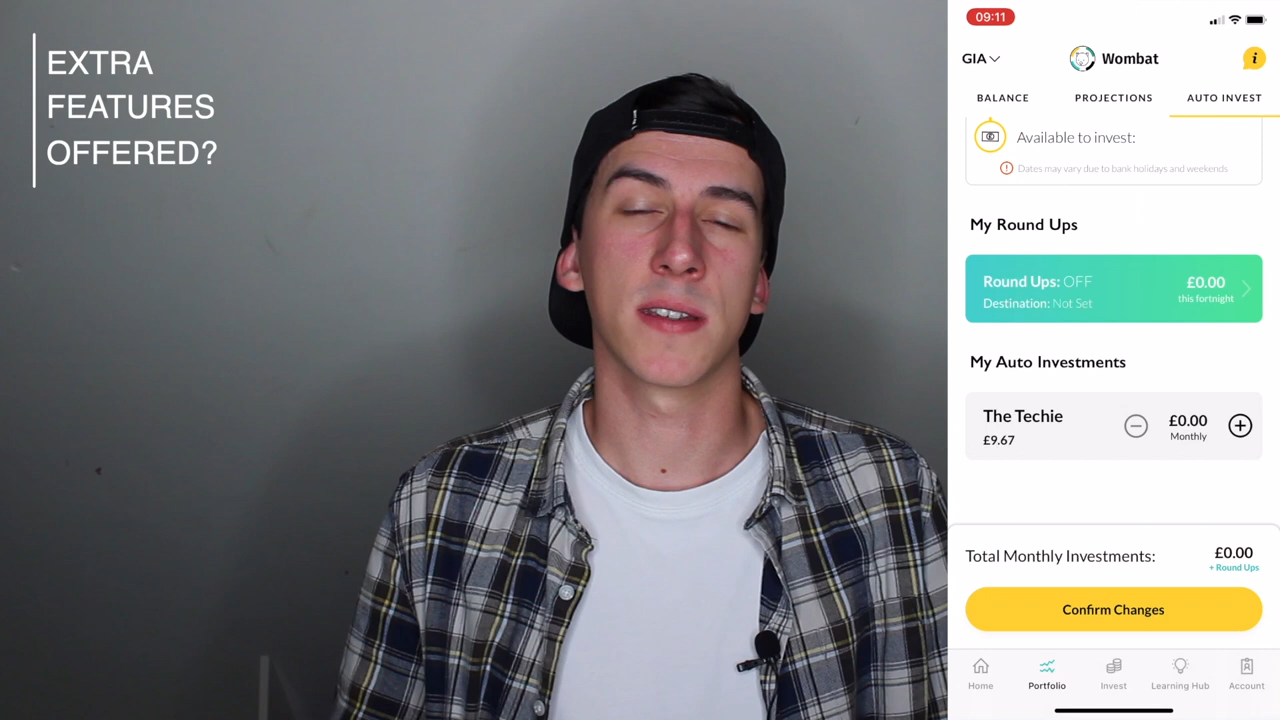 EXTRA
FEATURES
OFFERED?
09:11
GIA
Wombat
i
BALANCE PROJECTIONS AUTO INVEST
Available to invest:
Dates may vary due to bank holidays and weekends
My Round Ups
Round Ups: OFF £0.00
Destination: Not Set this fortnight
My Auto Investments
The Techie £0.00
£9.67 Monthly
Total Monthly Investments: £0.00
+ Round Ups
Confirm Changes
Home Portfolio Invest Learning Hub Account